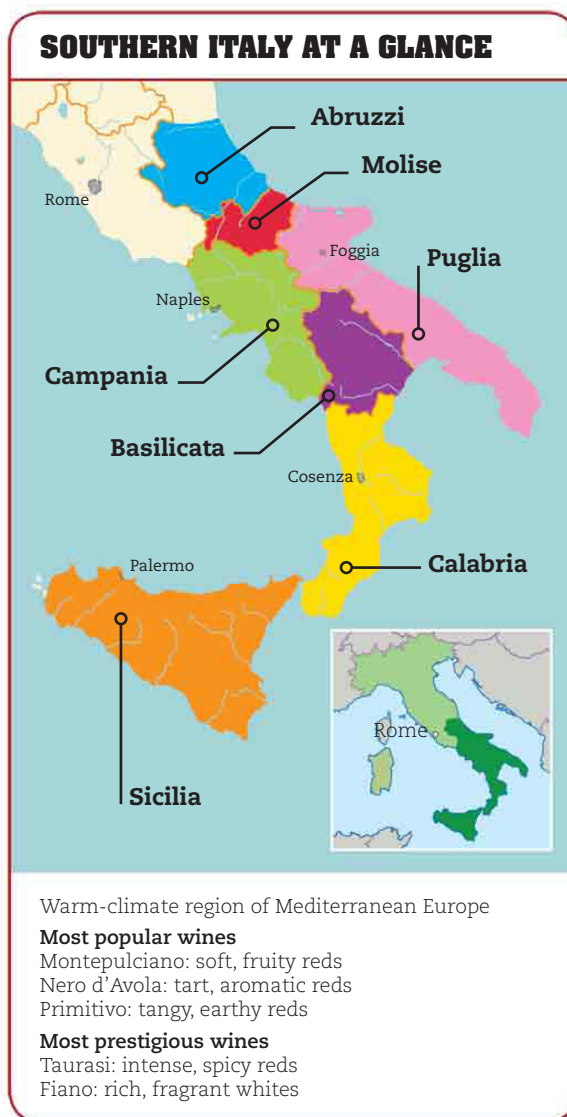 SOUTHERN ITALY AT A GLANCE
Abruzzi
Molise
Rome
Foggia
Puglia
Naples
Campania
Basilicata
Cosenza
Palermo
Calabria
Rome
Sicilia
Warm-climate region of Mediterranean Europe
Most popular wines
Montepulciano: soft, fruity reds
Nero d’Avola: tart, aromatic reds
Primitivo: tangy, earthy reds
Most prestigious wines
Taurasi: intense, spicy reds
Fiano: rich, fragrant whites